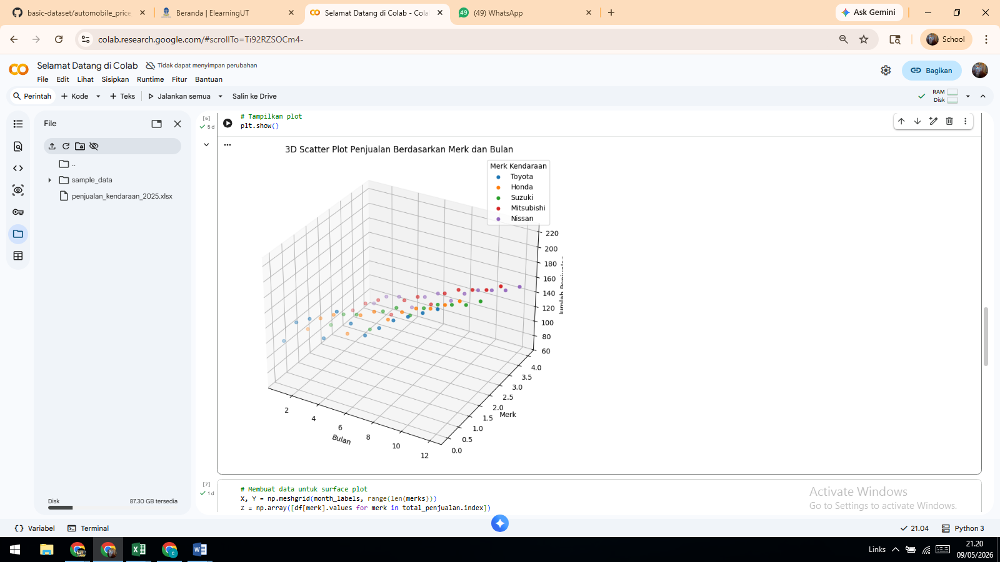 basic-dataset/automobile_price
Beranda | ElearningUT
Selamat Datang di Colab - Cola
49 (49) WhatsApp
Ask Gemini
colab.research.google.com/#scrollTo=Ti92RZSOCm4-
School
Selamat Datang di Colab
Tidak dapat menyimpan perubahan
File Edit Lihat Sisipkan Runtime Fitur Bantuan
Bagikan
Perintah + Kode + Teks Jalankan semua Salin ke Drive
RAM
Disk
File
..
sample_data
penjualan_kendaraan_2025.xlsx
Disk 87.30 GB tersedia
[6]
5 d
# Tampilkan plot
plt.show()
3D Scatter Plot Penjualan Berdasarkan Merk dan Bulan
Merk Kendaraan
Toyota
Honda
Suzuki
Mitsubishi
Nissan
220
200
180
160
140
120
100
80
60
Jumlah Penjualan
4.0
3.5
3.0
2.5
2.0
1.5
1.0
0.5
0.0
Merk
2
4
6
8
10
12
Bulan
[7]
1 d
# Membuat data untuk surface plot
X, Y = np.meshgrid(month_labels, range(len(merks)))
Z = np.array([df[merk].values for merk in total_penjualan.index])
Activate Windows
Go to Settings to activate Windows.
Variabel Terminal
21.04 Python 3
Links
21.20
09/05/2026